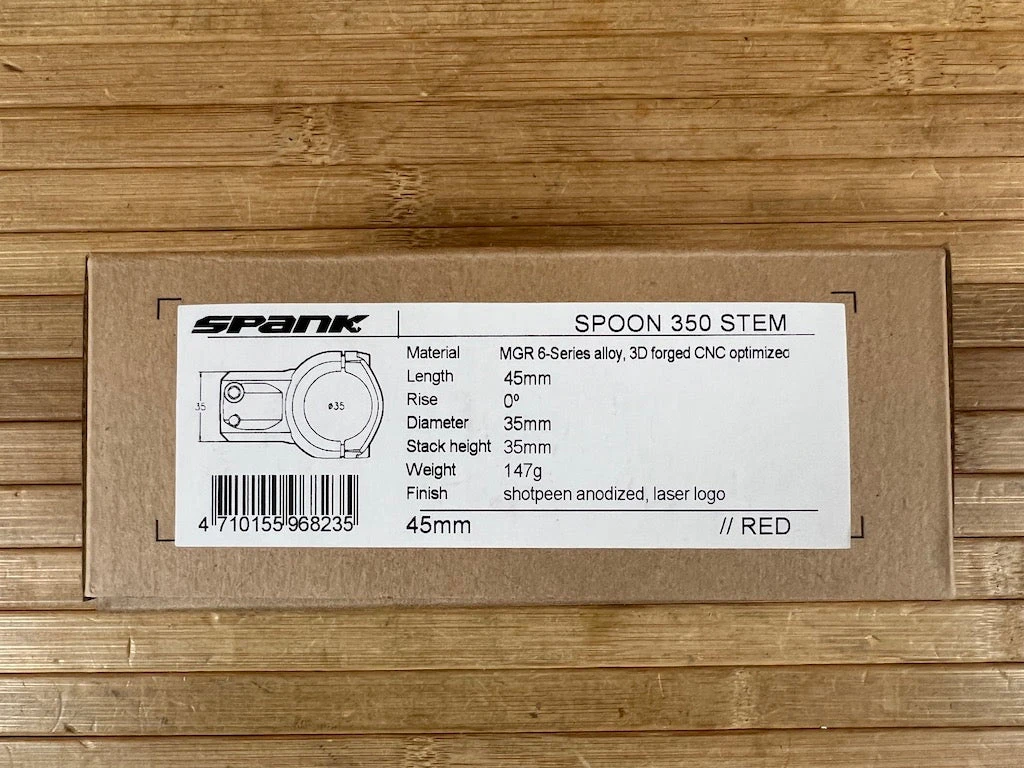 SPANK
SPOON 350 STEM
Material MGR 6-Series alloy, 3D forged CNC optimized
Length 45mm
Rise 0º
Diameter 35mm
Stack height 35mm
Weight 147g
Finish shotpeen anodized, laser logo
35
ø35
4 710155 968235
45mm // RED